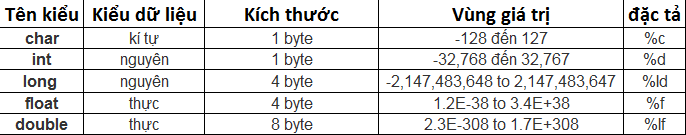 Tên kiểu Kiểu dữ liệu Kích thước Vùng giá trị đặc tả
char kí tự 1 byte -128 đến 127 %c
int nguyên 1 byte -32,768 đến 32,767 %d
long nguyên 4 byte -2,147,483,648 to 2,147,483,647 %ld
float thực 4 byte 1.2E-38 to 3.4E+38 %f
double thực 8 byte 2.3E-308 to 1.7E+308 %lf